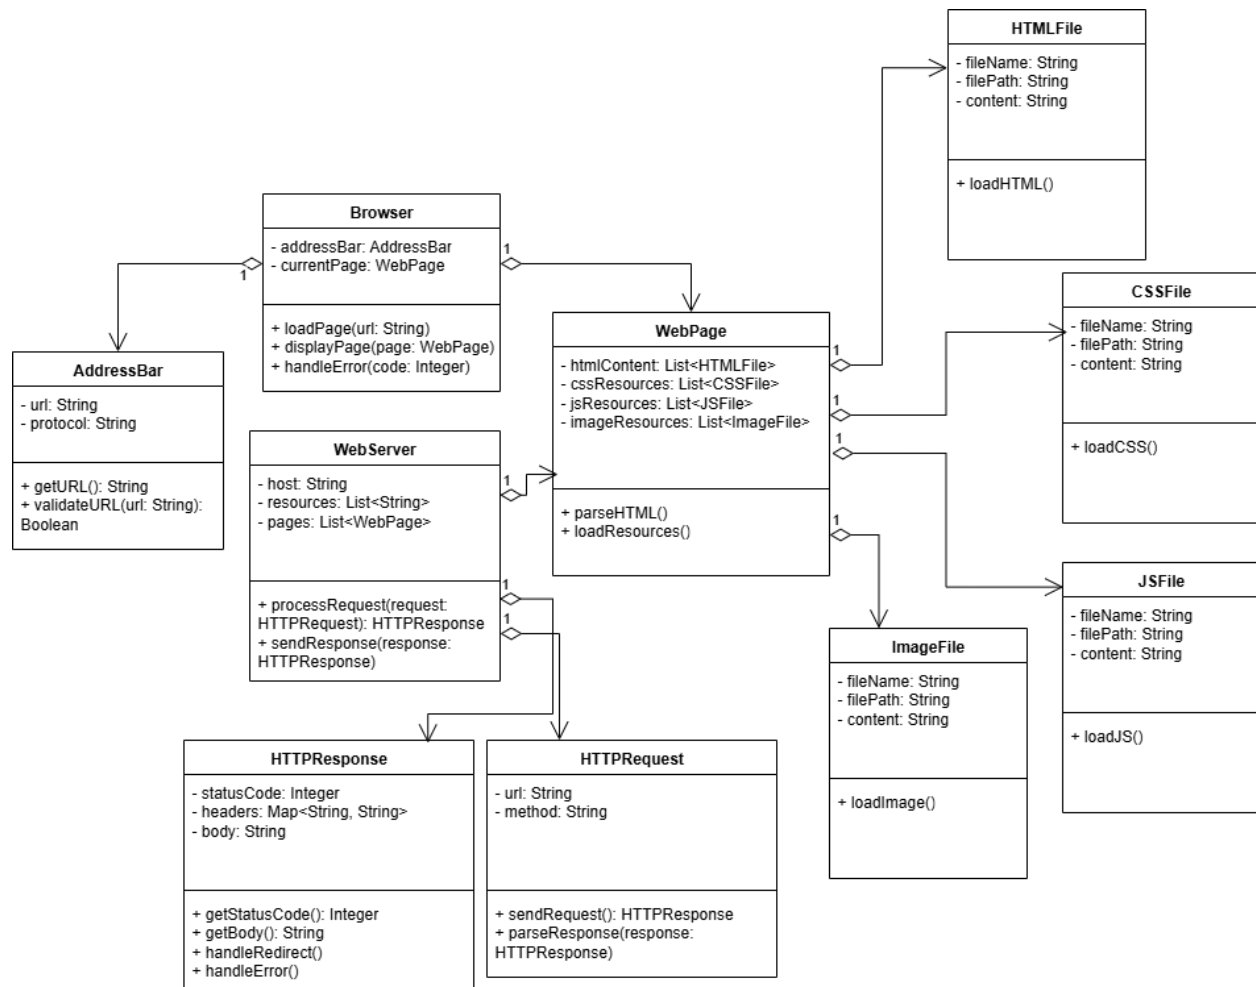 HTMLFile
- fileName: String
- filePath: String
- content: String
+ loadHTML()
Browser
- addressBar: AddressBar
- currentPage: WebPage
+ loadPage(url: String)
+ displayPage(page: WebPage)
+ handleError(code: Integer)
1
1
AddressBar
- url: String
- protocol: String
+ getURL(): String
+ validateURL(url: String):
Boolean
WebPage
- htmlContent: List<HTMLFile>
- cssResources: List<CSSFile>
- jsResources: List<JSFile>
- imageResources: List<ImageFile>
+ parseHTML()
+ loadResources()
1
1
1
1
CSSFile
- fileName: String
- filePath: String
- content: String
+ loadCSS()
WebServer
- host: String
- resources: List<String>
- pages: List<WebPage>
+ processRequest(request:
HTTPRequest): HTTPResponse
+ sendResponse(response:
HTTPResponse)
1
1
1
JSFile
- fileName: String
- filePath: String
- content: String
+ loadJS()
ImageFile
- fileName: String
- filePath: String
- content: String
+ loadImage()
HTTPResponse
- statusCode: Integer
- headers: Map<String, String>
- body: String
+ getStatusCode(): Integer
+ getBody(): String
+ handleRedirect()
+ handleError()
HTTPRequest
- url: String
- method: String
+ sendRequest(): HTTPResponse
+ parseResponse(response:
HTTPResponse)